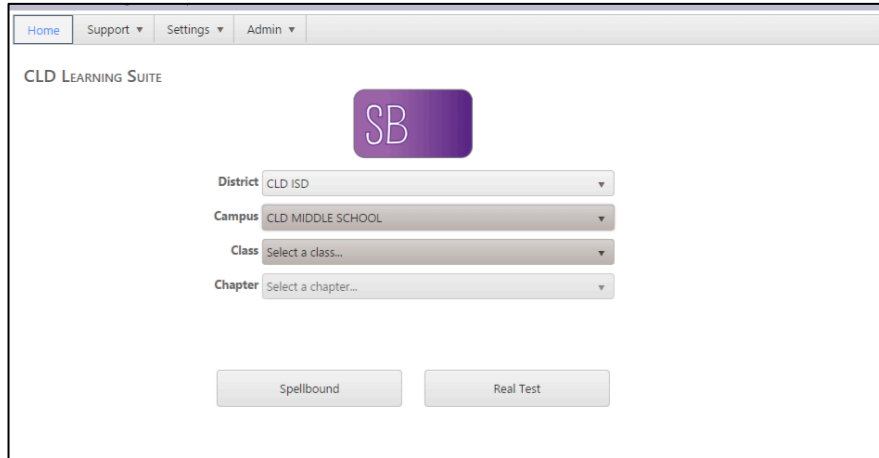 Home Support Settings Admin
CLD LEARNING SUITE
SB
District CLD ISD
Campus CLD MIDDLE SCHOOL
Class Select a class...
Chapter Select a chapter...
Spellbound Real Test